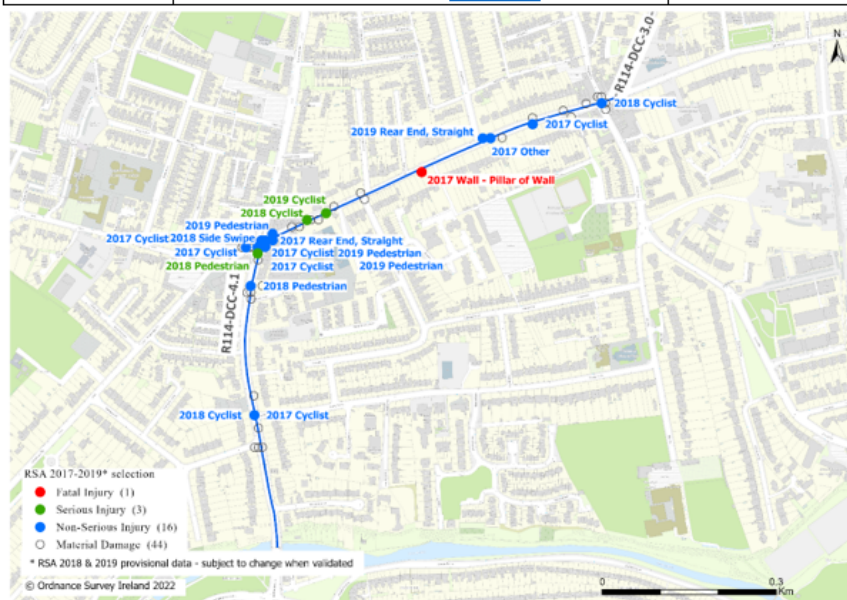 N
R114-DCC-3.0
2018 Cyclist
2017 Cyclist
2019 Rear End, Straight
2017 Other
2017 Wall - Pillar of Wall
2019 Cyclist
2018 Cyclist
2019 Pedestrian
2017 Cyclist 2018 Side Swipe 2017 Rear End, Straight
2017 Cyclist 2017 Cyclist 2019 Pedestrian
2018 Pedestrian 2017 Cyclist 2019 Pedestrian
R114-DCC-4.1
2018 Pedestrian
2018 Cyclist 2017 Cyclist
RSA 2017-2019* selection
Fatal Injury (1)
Serious Injury (3)
Non-Serious Injury (16)
Material Damage (44)
* RSA 2018 & 2019 provisional data - subject to change when validated
© Ordnance Survey Ireland 2022
0 0.3
Km